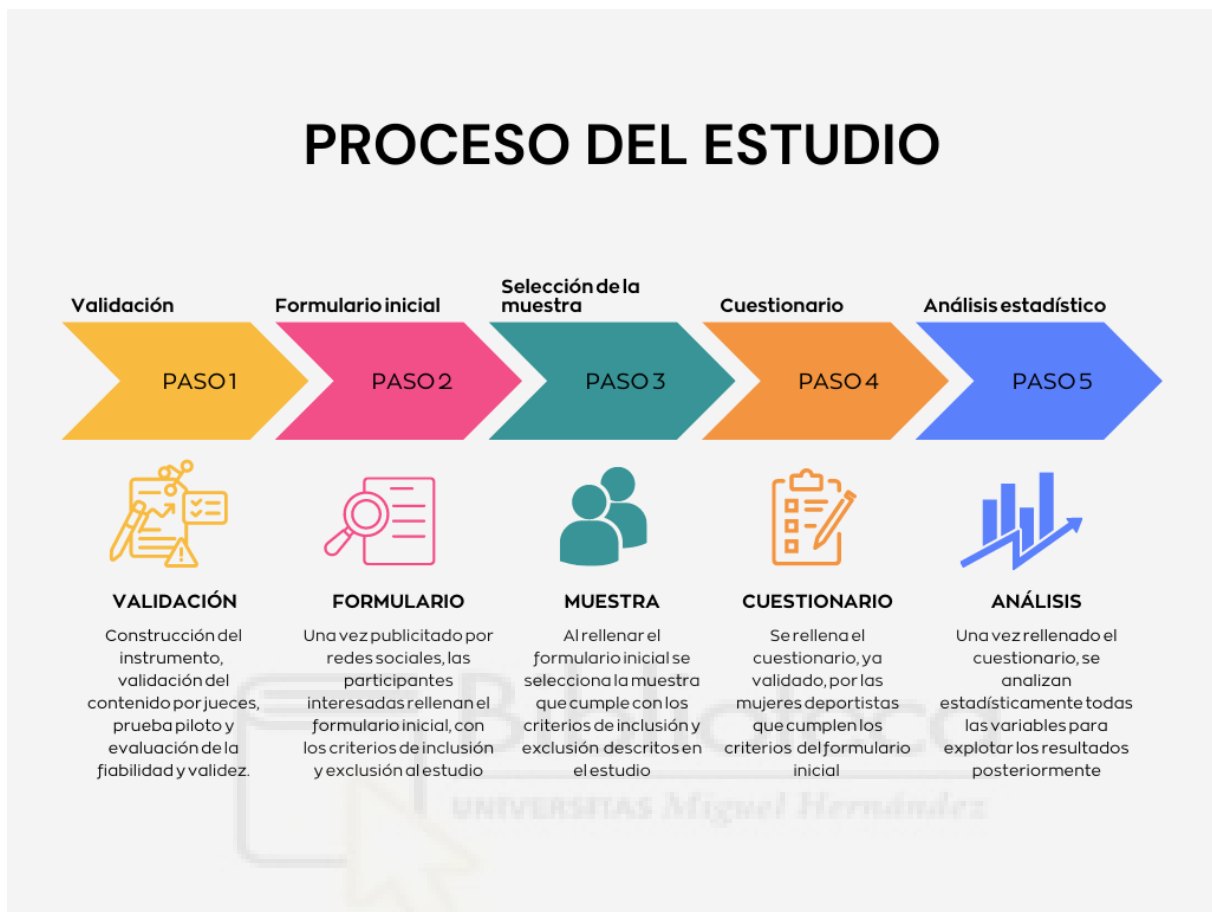 PROCESO DEL ESTUDIO
Validación
Formulario inicial
Selección de la
muestra
Cuestionario
Análisis estadístico
PASO 1
PASO 2
PASO 3
PASO 4
PASO 5
VALIDACIÓN
Construcción del
instrumento,
validación del
contenido por jueces,
prueba piloto y
evaluación de la
fiabilidad y validez.
FORMULARIO
Una vez publicitado por
redes sociales, las
participantes
interesadas rellenan el
formulario inicial, con
los criterios de inclusión
y exclusión al estudio
MUESTRA
Al rellenar el
formulario inicial se
selecciona la muestra
que cumple con los
criterios de inclusión y
exclusión descritos en
el estudio
CUESTIONARIO
Se rellena el
cuestionario, ya
validado, por las
mujeres deportistas
que cumplen los
criterios del formulario
inicial
ANÁLISIS
Una vez rellenado el
cuestionario, se
analizan
estadísticamente todas
las variables para
explotar los resultados
posteriormente
Biblioteca
UNIVERSITAS Miguel Hernández